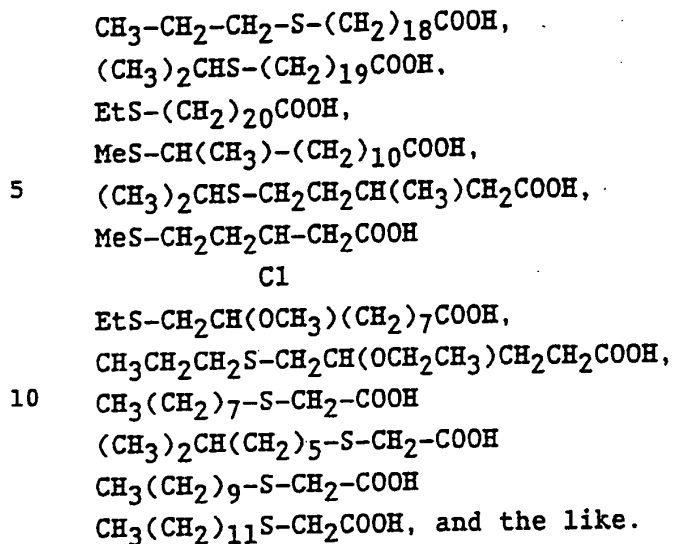 CH₃-CH₂-CH₂-S-(CH₂)₁₈COOH,
(CH₃)₂CHS-(CH₂)₁₉COOH,
EtS-(CH₂)₂₀COOH,
MeS-CH(CH₃)-(CH₂)₁₀COOH,
5 (CH₃)₂CHS-CH₂CH₂CH(CH₃)CH₂COOH,
MeS-CH₂CH₂CH-CH₂COOH
Cl
EtS-CH₂CH(OCH₃)(CH₂)₇COOH,
CH₃CH₂CH₂S-CH₂CH(OCH₂CH₃)CH₂CH₂COOH,
10 CH₃(CH₂)₇-S-CH₂-COOH
(CH₃)₂CH(CH₂)₅-S-CH₂-COOH
CH₃(CH₂)₉-S-CH₂-COOH
CH₃(CH₂)₁₁S-CH₂COOH, and the like.